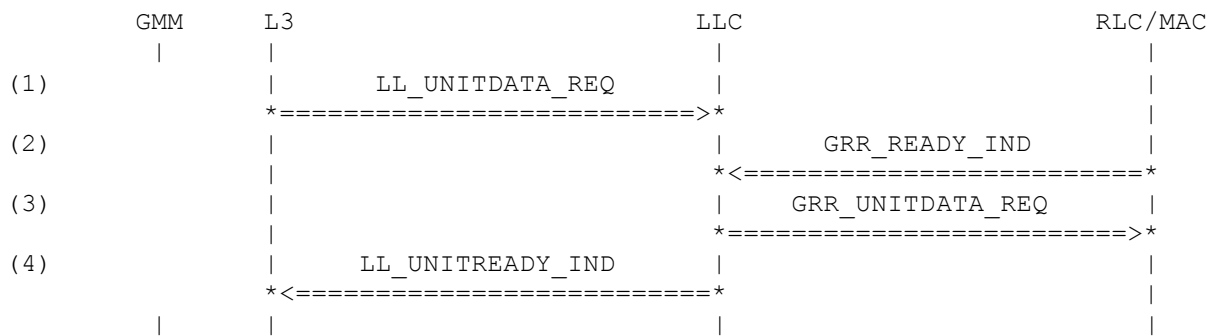 GMM L3 LLC RLC/MAC
(1) LL_UNITDATA_REQ
(2) GRR_READY_IND
(3) GRR_UNITDATA_REQ
(4) LL_UNITREADY_IND